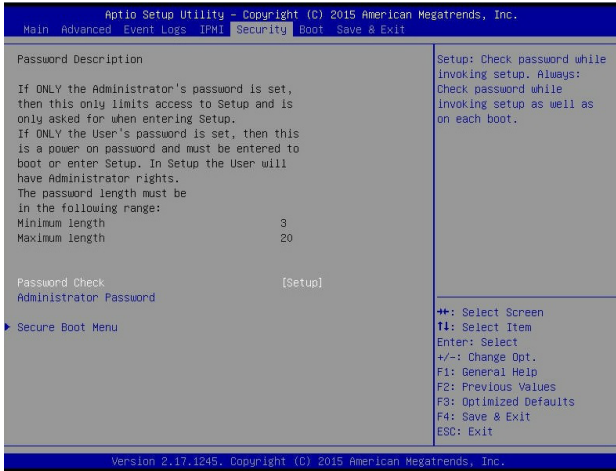 Aptio Setup Utility – Copyright (C) 2015 American Megatrends, Inc.
Main Advanced Event Logs IPMI Security Boot Save & Exit
Password Description
If ONLY the Administrator's password is set,
then this only limits access to Setup and is
only asked for when entering Setup.
If ONLY the User's password is set, then this
is a power on password and must be entered to
boot or enter Setup. In Setup the User will
have Administrator rights.
The password length must be
in the following range:
Minimum length 3
Maximum length 20
Password Check [Setup]
Administrator Password
Secure Boot Menu
Setup: Check password while
invoking setup. Always:
Check password while
invoking setup as well as
on each boot.
→←: Select Screen
↑↓: Select Item
Enter: Select
+/-: Change Opt.
F1: General Help
F2: Previous Values
F3: Optimized Defaults
F4: Save & Exit
ESC: Exit
Version 2.17.1245. Copyright (C) 2015 American Megatrends, Inc.